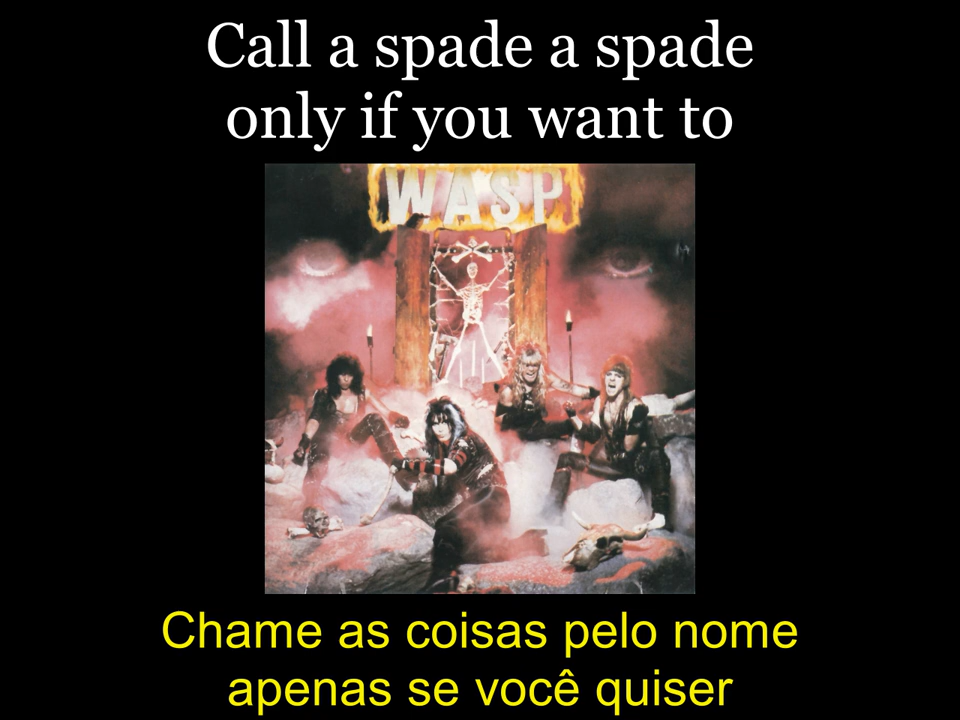 Call a spade a spade
only if you want to
WASP
Chame as coisas pelo nome
apenas se você quiser